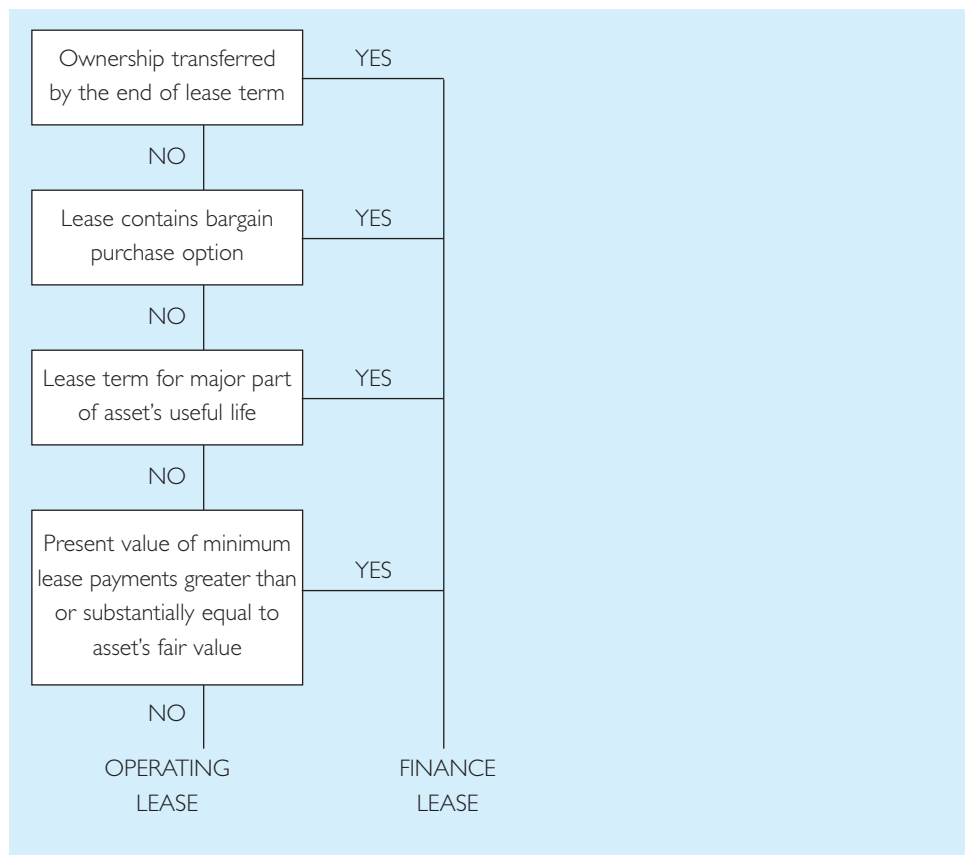 Ownership transferred
by the end of lease term
YES
NO
Lease contains bargain
purchase option
YES
NO
Lease term for major part
of asset's useful life
YES
NO
Present value of minimum
lease payments greater than
or substantially equal to
asset's fair value
YES
NO
OPERATING
LEASE
FINANCE
LEASE